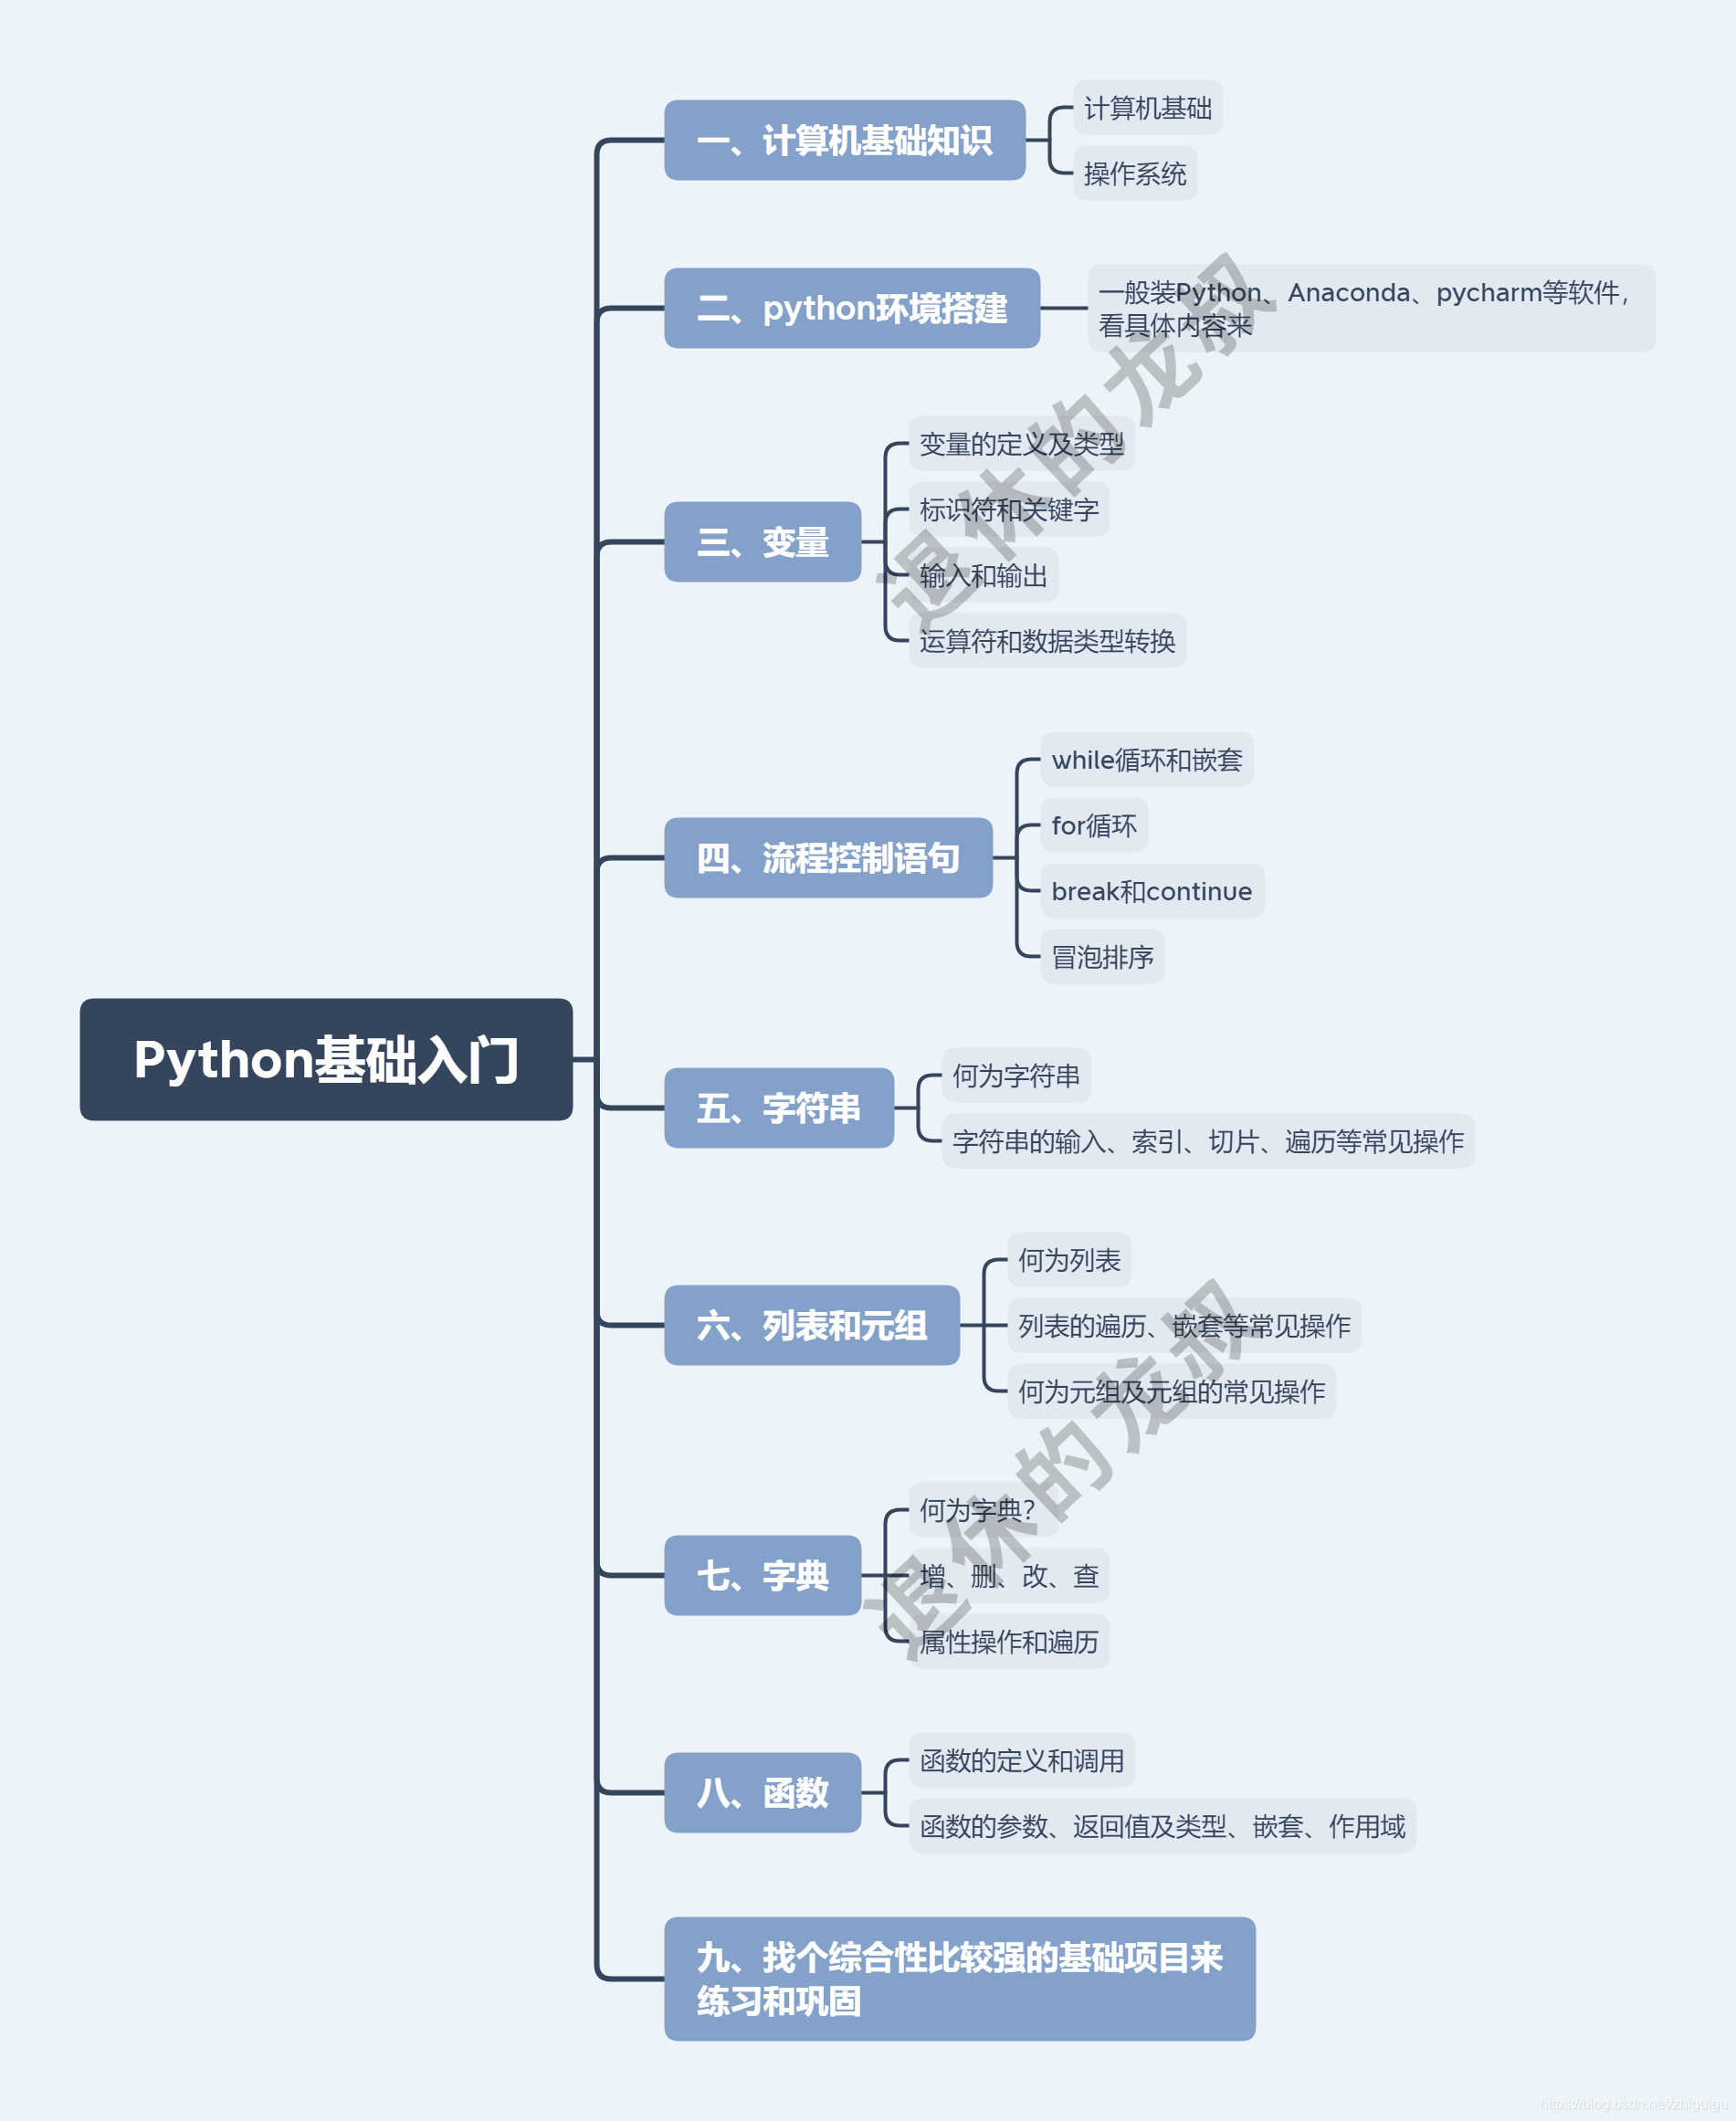 一、计算机基础知识
计算机基础
操作系统
二、python环境搭建
一般装Python、Anaconda、pycharm等软件，
看具体内容来
三、变量
变量的定义及类型
标识符和关键字
输入和输出
运算符和数据类型转换
四、流程控制语句
while循环和嵌套
for循环
break和continue
冒泡排序
Python基础入门
五、字符串
何为字符串
字符串的输入、索引、切片、遍历等常见操作
六、列表和元组
何为列表
列表的遍历、嵌套等常见操作
何为元组及元组的常见操作
七、字典
何为字典？
增、删、改、查
属性操作和遍历
八、函数
函数的定义和调用
函数的参数、返回值及类型、嵌套、作用域
九、找个综合性比较强的基础项目来
练习和巩固
退休的龙叔
退休的龙叔
https://blog.csdn.net/zhiguigu